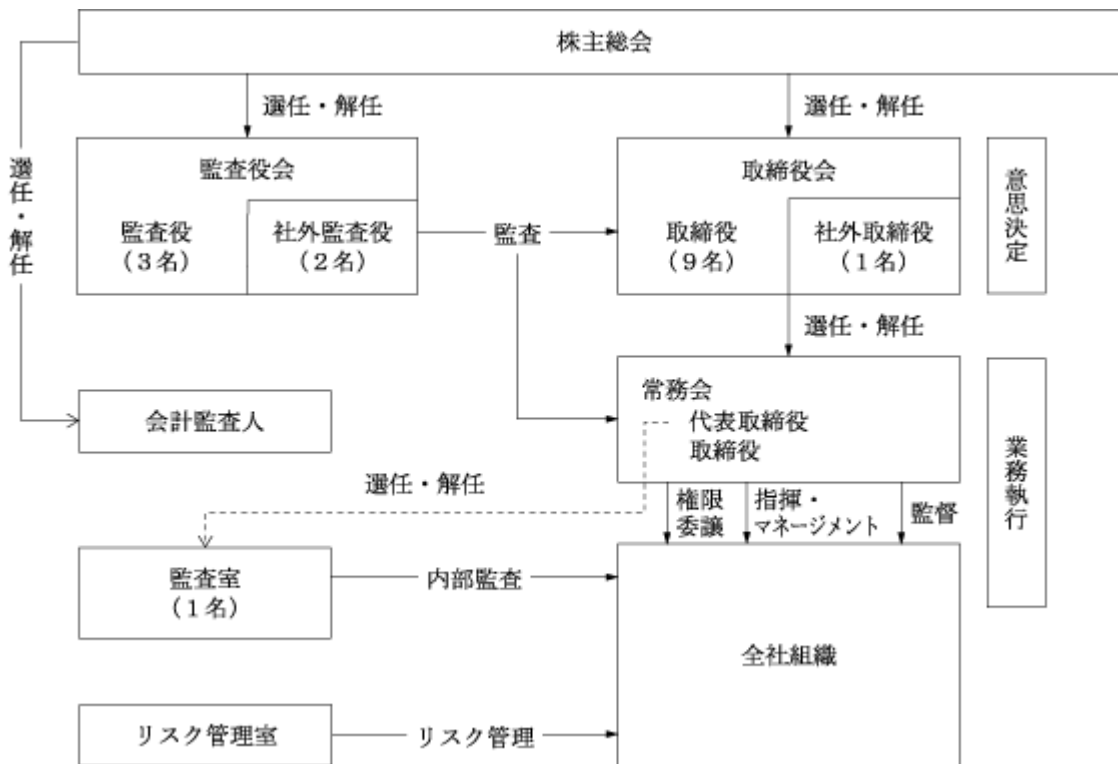 株主総会
選任・解任
選任・解任
選任・解任
監査役会
監査役
(3名)
社外監査役
(2名)
監査
取締役会
取締役
(9名)
社外取締役
(1名)
意思決定
選任・解任
常務会
代表取締役
取締役
会計監査人
業務執行
選任・解任
権限
委譲
指揮・
マネージメント
監督
監査室
(1名)
内部監査
全社組織
リスク管理室
リスク管理